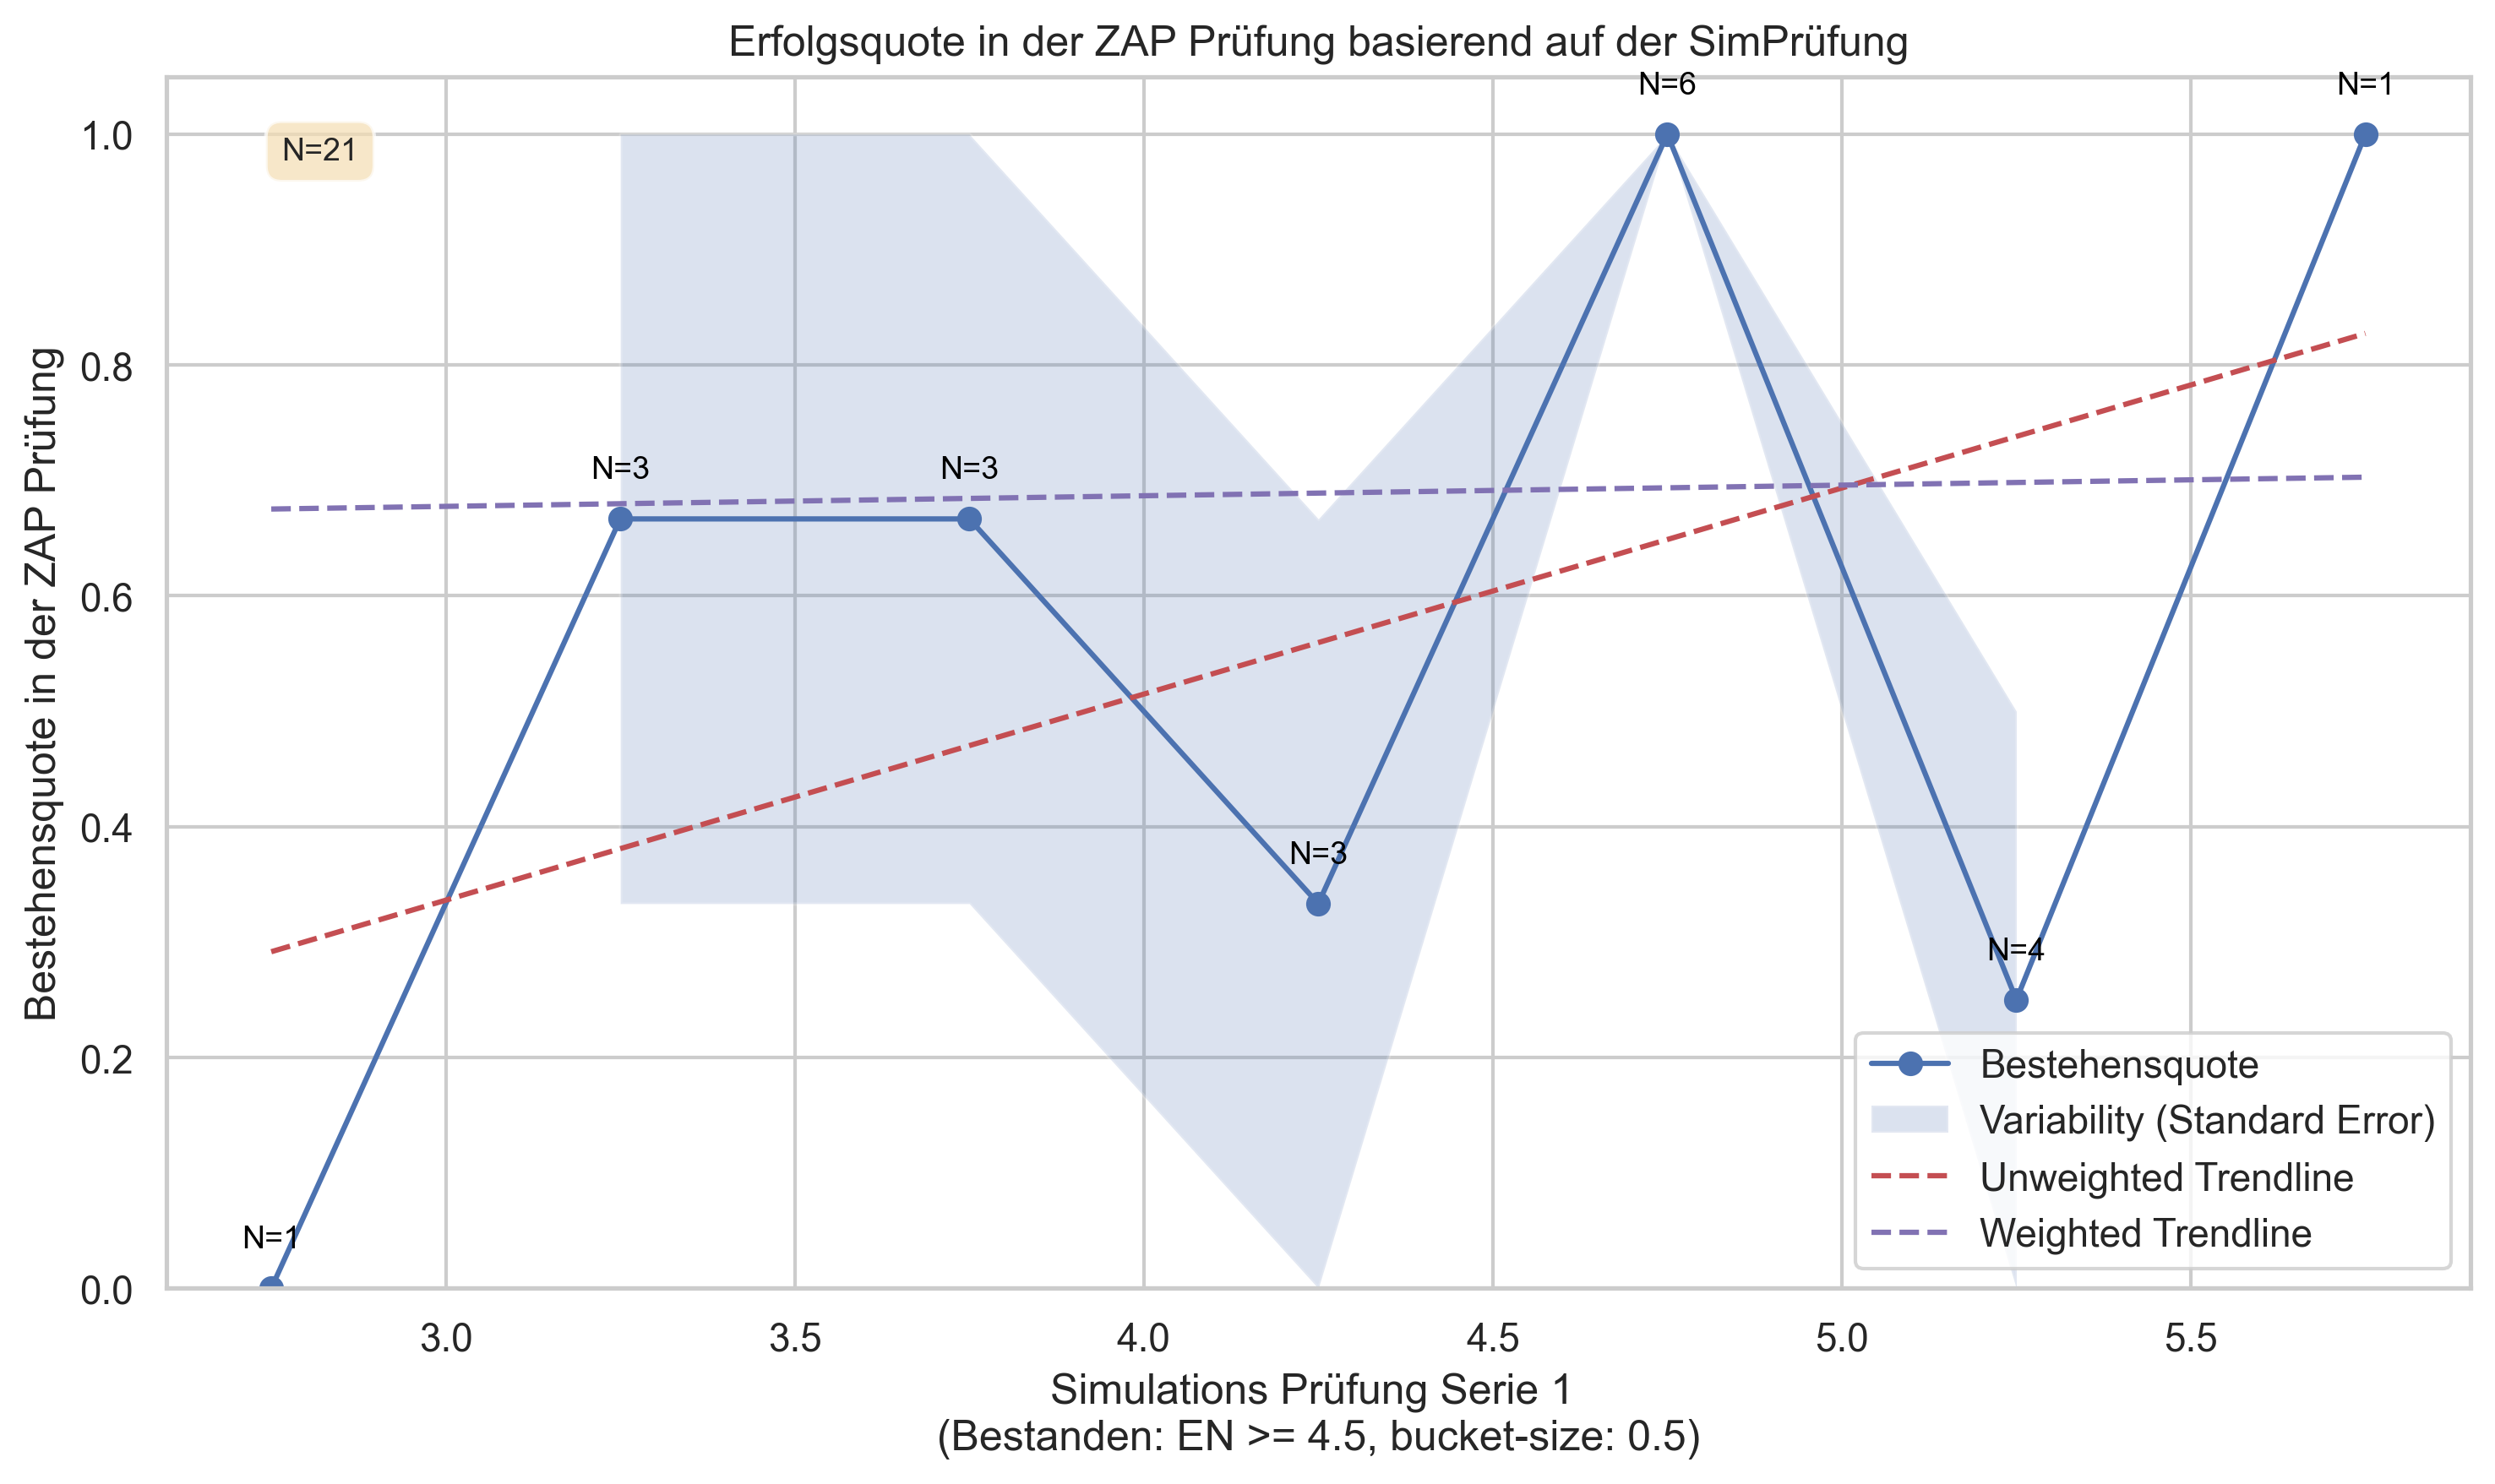 Erfolgsquote in der ZAP Prüfung basierend auf der SimPrüfung
N=21
N=6
N=1
N=3
N=3
N=3
N=4
N=1
Bestehensquote in der ZAP Prüfung
1.0
0.8
0.6
0.4
0.2
0.0
3.0
3.5
4.0
4.5
5.0
5.5
Bestehensquote
Variability (Standard Error)
Unweighted Trendline
Weighted Trendline
Simulations Prüfung Serie 1
(Bestanden: EN >= 4.5, bucket-size: 0.5)